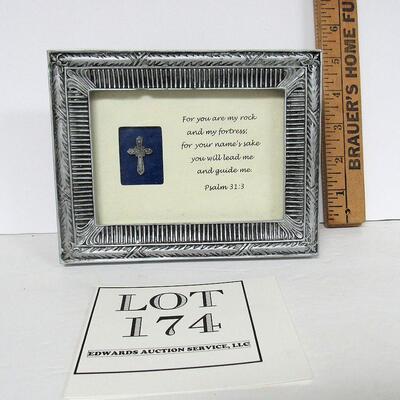 For you are my rock
and my fortress;
for your name's sake
you will lead me
and guide me.
Psalm 31:3
BRAUER'S HOME FU
LOT
174
EDWARDS AUCTION SERVICE, LLC